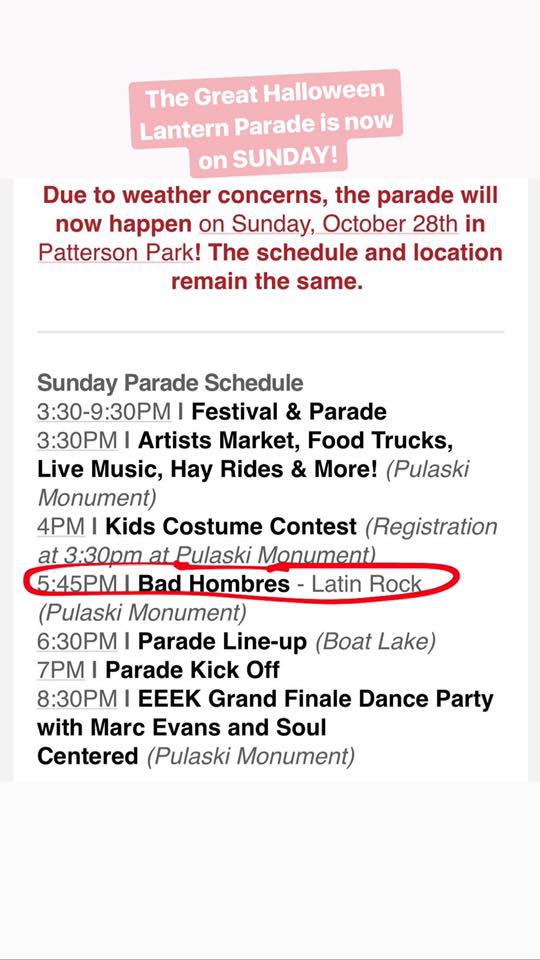 The Great Halloween
Lantern Parade is now
on SUNDAY!
Due to weather concerns, the parade will
now happen on Sunday, October 28th in
Patterson Park! The schedule and location
remain the same.
Sunday Parade Schedule
3:30-9:30PM | Festival & Parade
3:30PM | Artists Market, Food Trucks,
Live Music, Hay Rides & More! (Pulaski
Monument)
4PM | Kids Costume Contest (Registration
at 3:30pm at Pulaski Monument)
5:45PM | Bad Hombres - Latin Rock
(Pulaski Monument)
6:30PM | Parade Line-up (Boat Lake)
7PM | Parade Kick Off
8:30PM | EEEK Grand Finale Dance Party
with Marc Evans and Soul
Centered (Pulaski Monument)